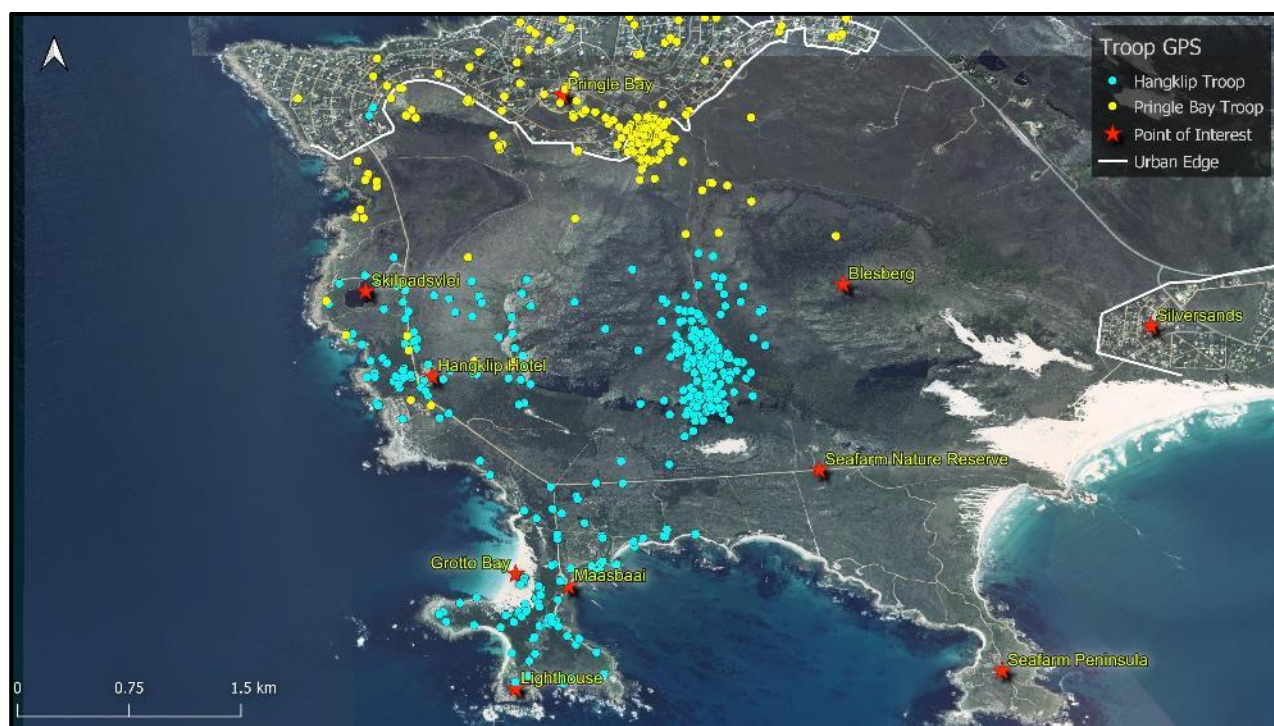 Troop GPS
Hangklip Troop
Pringle Bay Troop
Point of Interest
Urban Edge
Pringle Bay
Skilpadsvlei
Blesberg
Silversands
Hangklip Hotel
Seafarm Nature Reserve
Grotto Bay
Maasbaai
Seafarm Peninsula
Lighthouse
0 0.75 1.5 km